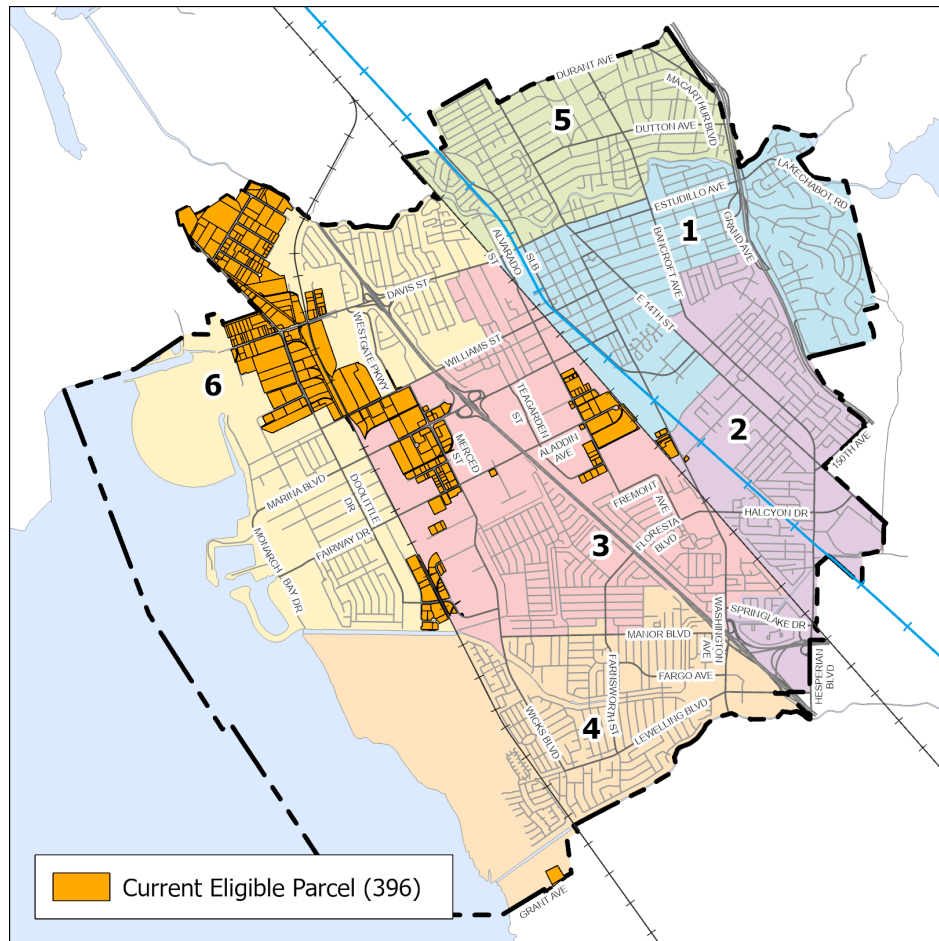 DURANT AVE
MACARTHUR BLVD
5
DUTTON AVE
LAKECHABOT RD
ESTUDILLO AVE
1
GRAND AVE
BANCROFT AVE
SLB
ALVARADO
ST
E 14TH ST
DAVIS ST
WESTGATE PKWY
WILLIAMS ST
6
TEAGARDEN
ST
2
MERCED
ST
ALADDIN
AVE
150TH AVE
MARINA BLVD
DOOLITTLE
DR
FREMONT
AVE
HALCYON DR
FAIRWAY DR
FLORESTA
BLVD
3
MONARCH
BAY DR
WASHINGTON
AVE
SPRINGLAKE DR
MANOR BLVD
HESPERIAN
BLVD
FARGO AVE
FARNSWORTH ST
WICKS BLVD
4
LEWELLING BLVD
GRANT AVE
Current Eligible Parcel (396)